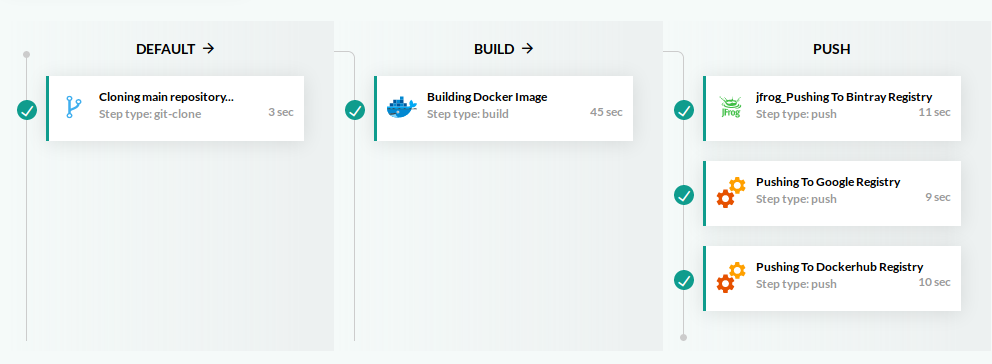 DEFAULT →
Cloning main repository...
Step type: git-clone
3 sec
BUILD →
Building Docker Image
Step type: build
45 sec
PUSH
jFrog
jfrog_Pushing To Bintray Registry
Step type: push
11 sec
Pushing To Google Registry
Step type: push
9 sec
Pushing To Dockerhub Registry
Step type: push
10 sec